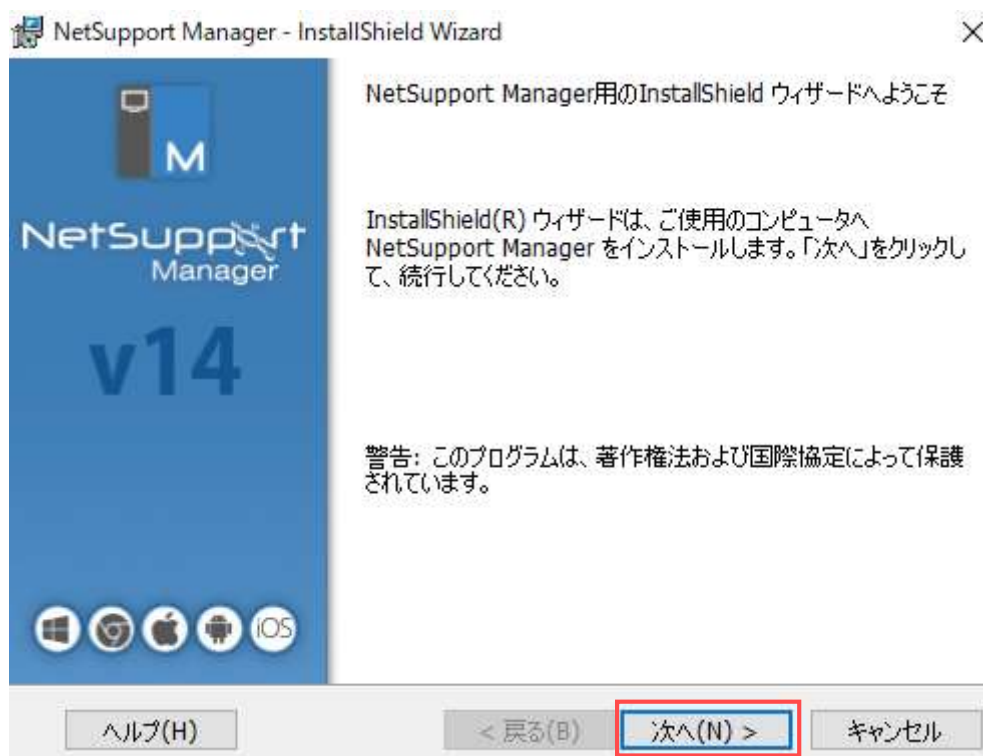 NetSupport Manager - InstallShield Wizard
M
NetSupport
Manager
v14
iOS
NetSupport Manager用のInstallShield ウィザードへようこそ
InstallShield(R) ウィザードは、ご使用のコンピュータへ
NetSupport Manager をインストールします。「次へ」をクリックし
て、続行してください。
警告: このプログラムは、著作権法および国際協定によって保護
されています。
ヘルプ(H)
< 戻る(B)
次へ(N) >
キャンセル